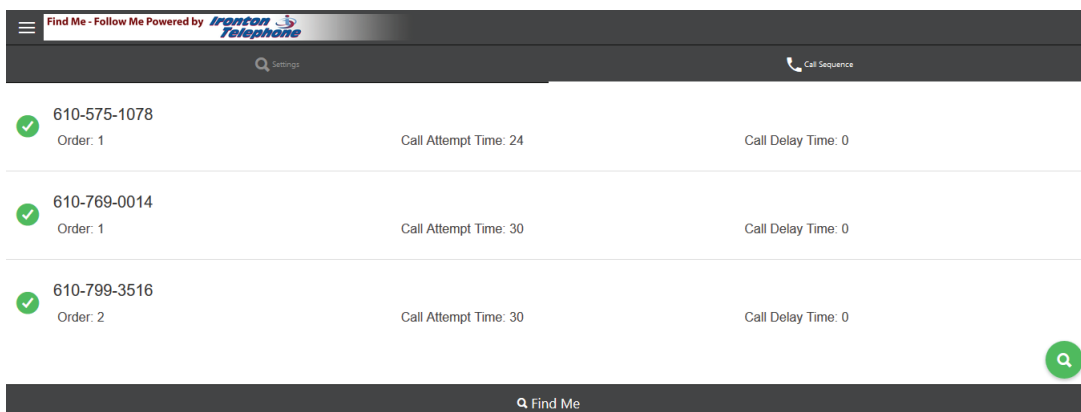 Find Me - Follow Me Powered by Ironton Telephone
Settings
Call Sequence
610-575-1078
Order: 1
Call Attempt Time: 24
Call Delay Time: 0
610-769-0014
Order: 1
Call Attempt Time: 30
Call Delay Time: 0
610-799-3516
Order: 2
Call Attempt Time: 30
Call Delay Time: 0
Find Me